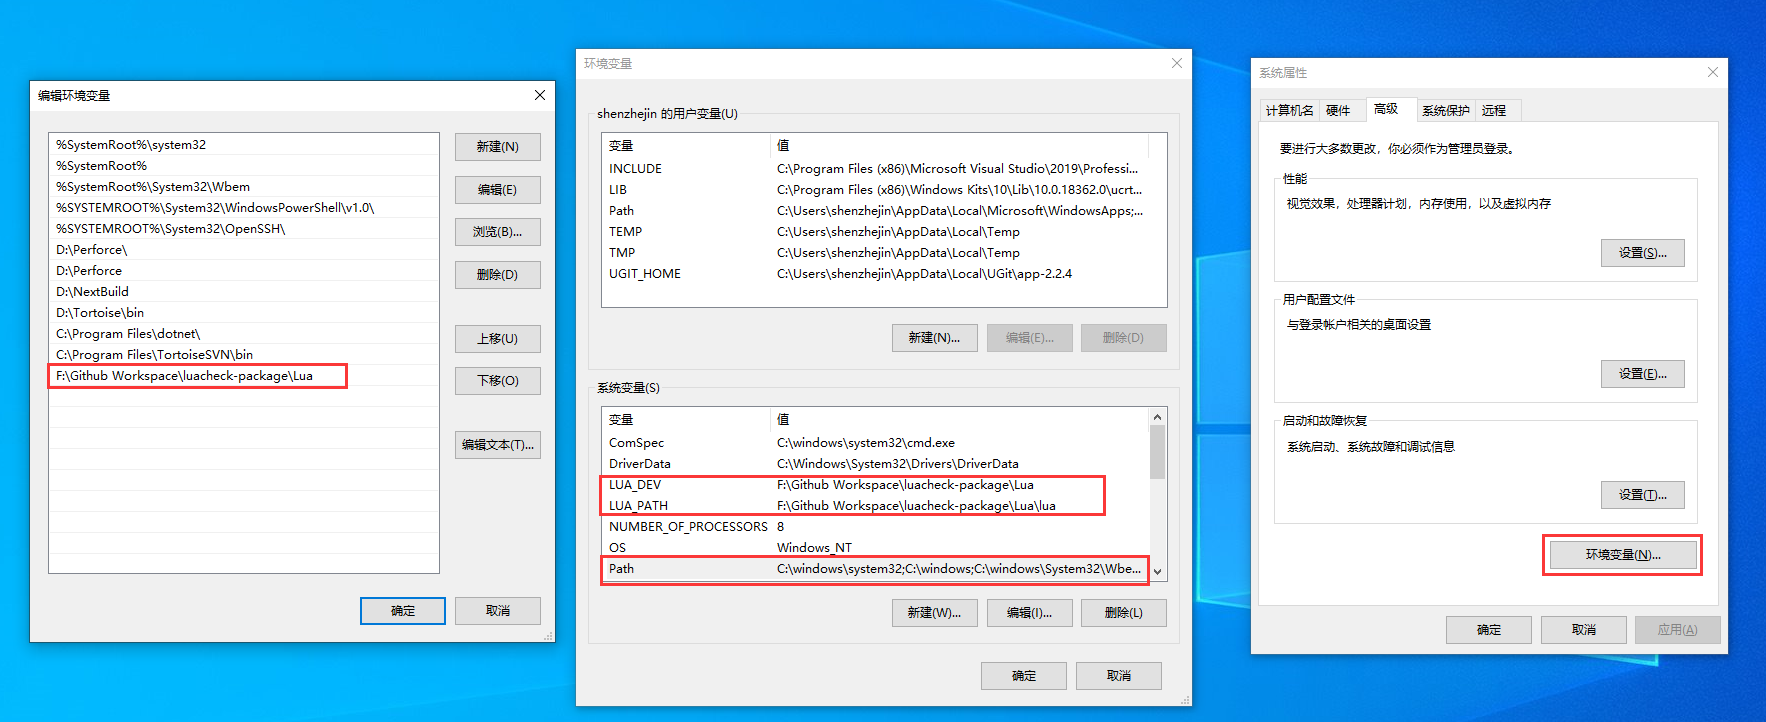 编辑环境变量
%SystemRoot%\system32
%SystemRoot%
%SystemRoot%\System32\Wbem
%SYSTEMROOT%\System32\WindowsPowerShell\v1.0\
%SYSTEMROOT%\System32\OpenSSH\
D:\Perforce\
D:\Perforce
D:\NextBuild
D:\Tortoise\bin
C:\Program Files\dotnet\
C:\Program Files\TortoiseSVN\bin
F:\Github Workspace\luacheck-package\Lua
新建(N)
编辑(E)
浏览(B)...
删除(D)
上移(U)
下移(O)
编辑文本(T)...
确定
取消
环境变量
shenzhejin 的用户变量(U)
变量 值
INCLUDE C:\Program Files (x86)\Microsoft Visual Studio\2019\Professi...
LIB C:\Program Files (x86)\Windows Kits\10\Lib\10.0.18362.0\ucrt...
Path C:\Users\shenzhejin\AppData\Local\Microsoft\WindowsApps;...
TEMP C:\Users\shenzhejin\AppData\Local\Temp
TMP C:\Users\shenzhejin\AppData\Local\Temp
UGIT_HOME C:\Users\shenzhejin\AppData\Local\UGit\app-2.2.4
新建(N)... 编辑(E)... 删除(D)
系统变量(S)
变量 值
ComSpec C:\windows\system32\cmd.exe
DriverData C:\Windows\System32\Drivers\DriverData
LUA_DEV F:\Github Workspace\luacheck-package\Lua
LUA_PATH F:\Github Workspace\luacheck-package\Lua\lua
NUMBER_OF_PROCESSORS 8
OS Windows_NT
Path C:\windows\system32;C:\windows;C:\windows\System32\Wbe...
新建(W)... 编辑(I)... 删除(L)
确定 取消
系统属性
计算机名 硬件 高级 系统保护 远程
要进行大多数更改，你必须作为管理员登录。
性能
视觉效果，处理器计划，内存使用，以及虚拟内存
设置(S)...
用户配置文件
与登录帐户相关的桌面设置
设置(E)...
启动和故障恢复
系统启动、系统故障和调试信息
设置(T)...
环境变量(N)...
确定 取消 应用(A)